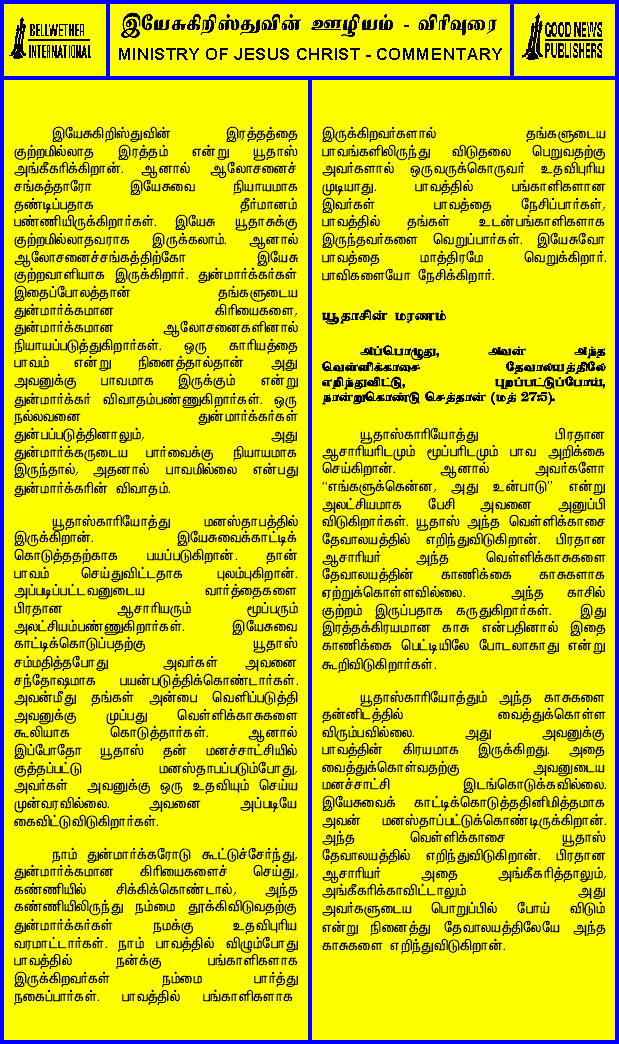 BELLWETHER
INTERNATIONAL
இயேசுகிறிஸ்துவின் ஊழியம் - விரிவுரை
MINISTRY OF JESUS CHRIST - COMMENTARY
GOOD NEWS
PUBLISHERS
இயேசுகிறிஸ்துவின் இரத்தத்தை
குற்றமில்லாத இரத்தம் என்று யூதாஸ்
அங்கீகரிக்கிறான். ஆனால் ஆலோசனைச்
சங்கத்தாரோ இயேசுவை நியாயமாக
தண்டிப்பதாக தீர்மானம்
பண்ணியிருக்கிறார்கள். இயேசு யூதாசுக்கு
குற்றமில்லாதவராக இருக்கலாம். ஆனால்
ஆலோசனைச்சங்கத்திற்கோ இயேசு
குற்றவாளியாக இருக்கிறார். துன்மார்க்கர்கள்
இதைப்போலத்தான் தங்களுடைய
துன்மார்க்கமான கிரியைகளை,
துன்மார்க்கமான ஆலோசனைகளினால்
நியாயப்படுத்துகிறார்கள். ஒரு காரியத்தை
பாவம் என்று நினைத்தால்தான் அது
அவனுக்கு பாவமாக இருக்கும் என்று
துன்மார்க்கர் விவாதம்பண்ணுகிறார்கள். ஒரு
நல்லவனை துன்மார்க்கர்கள்
துன்பப்படுத்தினாலும், அது
துன்மார்க்கருடைய பார்வைக்கு நியாயமாக
இருந்தால், அதனால் பாவமில்லை என்பது
துன்மார்க்கரின் விவாதம்.
யூதாஸ்காரியோத்து மனஸ்தாபத்தில்
இருக்கிறான். இயேசுவைக்காட்டிக்
கொடுத்ததற்காக பயப்படுகிறான். தான்
பாவம் செய்துவிட்டதாக புலம்புகிறான்.
அப்படிப்பட்டவனுடைய வார்த்தைகளை
பிரதான ஆசாரியரும் மூப்பரும்
அலட்சியம்பண்ணுகிறார்கள். இயேசுவை
காட்டிக்கொடுப்பதற்கு யூதாஸ்
சம்மதித்தபோது அவர்கள் அவனை
சந்தோஷமாக பயன்படுத்திக்கொண்டார்கள்.
அவன்மீது தங்கள் அன்பை வெளிப்படுத்தி
அவனுக்கு முப்பது வெள்ளிக்காசுகளை
கூலியாக கொடுத்தார்கள். ஆனால்
இப்போதோ யூதாஸ் தன் மனச்சாட்சியில்
குத்தப்பட்டு மனஸ்தாபப்படும்போது,
அவர்கள் அவனுக்கு ஒரு உதவியும் செய்ய
முன்வரவில்லை. அவனை அப்படியே
கைவிட்டுவிடுகிறார்கள்.
நாம் துன்மார்க்கரோடு கூட்டுச்சேர்ந்து,
துன்மார்க்கமான கிரியைகளைச் செய்து,
கண்ணியில் சிக்கிக்கொண்டால், அந்த
கண்ணியிலிருந்து நம்மை தூக்கிவிடுவதற்கு
துன்மார்க்கர்கள் நமக்கு உதவிபுரிய
வரமாட்டார்கள். நாம் பாவத்தில் விழும்போது
பாவத்தில் நன்க்கு பங்காளிகளாக
இருக்கிறவர்கள் நம்மை பார்த்து
நகைப்பார்கள். பாவத்தில் பங்காளிகளாக
இருக்கிறவர்களால் தங்களுடைய
பாவங்களிலிருந்து விடுதலை பெறுவதற்கு
அவர்களால் ஒருவருக்கொருவர் உதவிபுரிய
முடியாது. பாவத்தில் பங்காளிகளான
இவர்கள் பாவத்தை நேசிப்பார்கள்,
பாவத்தில் தங்கள் உடன்பங்காளிகளாக
இருந்தவர்களை வெறுப்பார்கள். இயேசுவோ
பாவத்தை மாத்திரமே வெறுக்கிறார்.
பாவிகளையோ நேசிக்கிறார்.
யூதாசின் மரணம்
அப்பொழுது, அவன் அந்த
வெள்ளிக்காசை தேவாலயத்திலே
எறிந்துவிட்டு, புறப்பட்டுப்போய்,
நான்றுகொண்டு செத்தான் (மத் 27:5).
யூதாஸ்காரியோத்து பிரதான
ஆசாரியரிடமும் மூப்பரிடமும் பாவ அறிக்கை
செய்கிறான். ஆனால் அவர்களோ
“எங்களுக்கென்ன, அது உன்பாடு” என்று
அலட்சியமாக பேசி அவனை அனுப்பி
விடுகிறார்கள். யூதாஸ் அந்த வெள்ளிக்காசை
தேவாலயத்தில் எறிந்துவிடுகிறான். பிரதான
ஆசாரியர் அந்த வெள்ளிக்காசுகளை
தேவாலயத்தின் காணிக்கை காசுகளாக
ஏற்றுக்கொள்ளவில்லை. அந்த காசில்
குற்றம் இருப்பதாக கருதுகிறார்கள். இது
இரத்தக்கிரயமான காசு என்பதினால் இதை
காணிக்கை பெட்டியிலே போடலாகாது என்று
கூறிவிடுகிறார்கள்.
யூதாஸ்காரியோத்தும் அந்த காசுகளை
தன்னிடத்தில் வைத்துக்கொள்ள
விரும்பவில்லை. அது அவனுக்கு
பாவத்தின் கிரயமாக இருக்கிறது. அதை
வைத்துக்கொள்வதற்கு அவனுடைய
மனச்சாட்சி இடங்கொடுக்கவில்லை.
இயேசுவைக் காட்டிக்கொடுத்ததினிமித்தமாக
அவன் மனஸ்தாப்பட்டுக்கொண்டிருக்கிறான்.
அந்த வெள்ளிக்காசை யூதாஸ்
தேவாலயத்தில் எறிந்துவிடுகிறான். பிரதான
ஆசாரியர் அதை அங்கீகரித்தாலும்,
அங்கீகரிக்காவிட்டாலும் அது
அவர்களுடைய பொறுப்பில் போய் விடும்
என்று நினைத்து தேவாலயத்திலேயே அந்த
காசுகளை எறிந்துவிடுகிறான்.